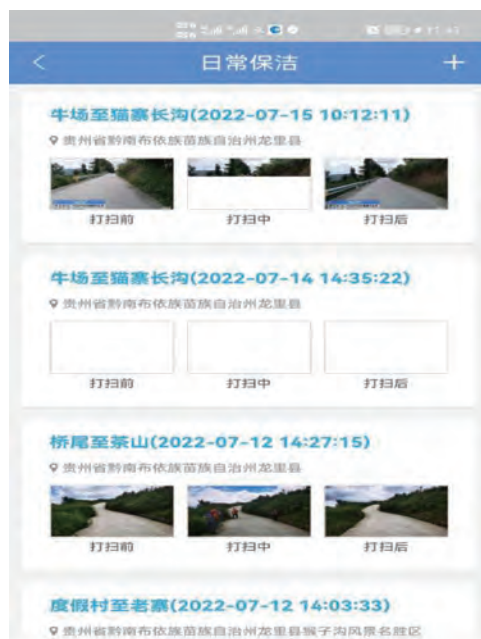 日常保洁
牛场至猫寨长沟(2022-07-15 10:12:11)
贵州省黔南布依族苗族自治州龙里县
打扫前 打扫中 打扫后
牛场至猫寨长沟(2022-07-14 14:35:22)
贵州省黔南布依族苗族自治州龙里县
打扫前 打扫中 打扫后
桥尾至茶山(2022-07-12 14:27:15)
贵州省黔南布依族苗族自治州龙里县
打扫前 打扫中 打扫后
度假村至老寨(2022-07-12 14:03:33)
贵州省黔南布依族苗族自治州龙里县猴子沟风景名胜区